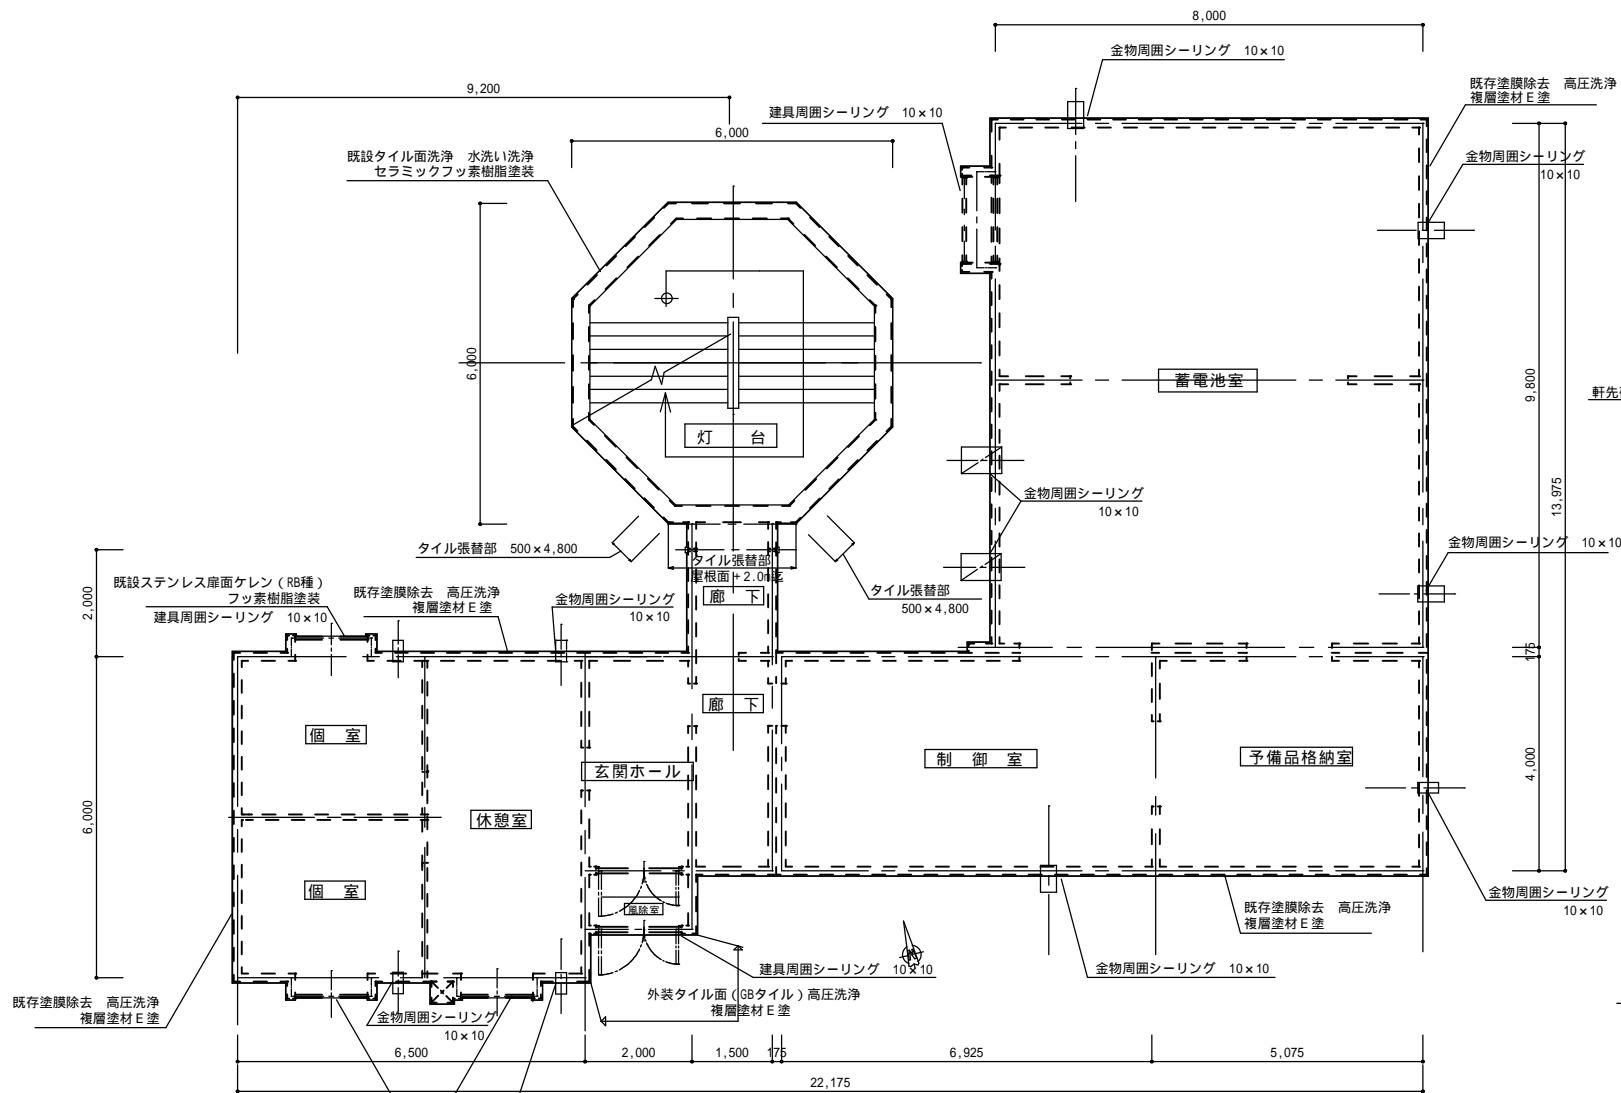 8,000
金物周囲シーリング 10×10
既存塗膜除去 高圧洗浄
複層塗材E塗
9,200
建具周囲シーリング 10×10
6,000
既設タイル面洗浄 水洗い洗浄
セラミックフッ素樹脂塗装
金物周囲シーリング
10×10
6,000
蓄電池室
9,800
軒先
灯 台
13,975
金物周囲シーリング
10×10
タイル張替部 500×4,800
タイル張替部
屋根面+2.0m迄
金物周囲シーリング 10×10
既設ステンレス扉面ケレン(RB種)
フッ素樹脂塗装
建具周囲シーリング 10×10
既存塗膜除去 高圧洗浄
複層塗材E塗
金物周囲シーリング
10×10
廊 下
タイル張替部
500×4,800
2,000
175
廊 下
個 室
制 御 室
予備品格納室
玄関ホール
4,000
6,000
休憩室
個 室
風除室
金物周囲シーリング
10×10
既存塗膜除去 高圧洗浄
複層塗材E塗
N
建具周囲シーリング 10×10
金物周囲シーリング 10×10
外装タイル面(GBタイル)高圧洗浄
複層塗材E塗
既存塗膜除去 高圧洗浄
複層塗材E塗
金物周囲シーリング
10×10
6,500
2,000
1,500
175
6,925
5,075
22,175